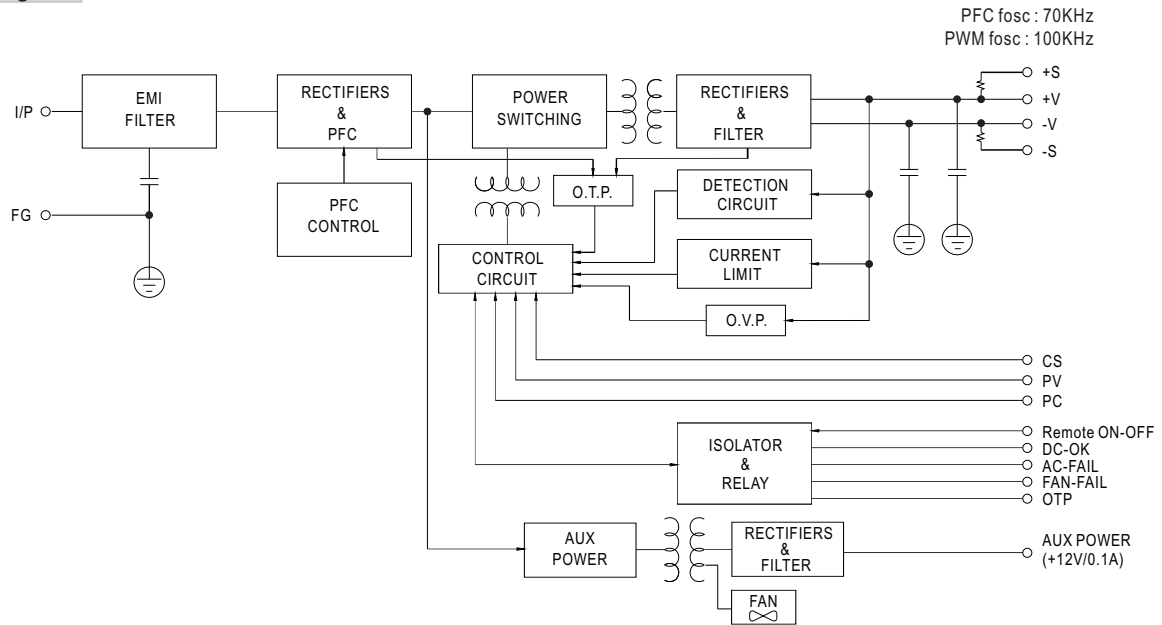 PFC fosc : 70KHz
PWM fosc : 100KHz
I/P
EMI
FILTER
RECTIFIERS
&
PFC
POWER
SWITCHING
RECTIFIERS
&
FILTER
+S
+V
-V
-S
FG
PFC
CONTROL
O.T.P.
DETECTION
CIRCUIT
CONTROL
CIRCUIT
CURRENT
LIMIT
O.V.P.
CS
PV
PC
ISOLATOR
&
RELAY
Remote ON-OFF
DC-OK
AC-FAIL
FAN-FAIL
OTP
AUX
POWER
RECTIFIERS
&
FILTER
AUX POWER
(+12V/0.1A)
FAN